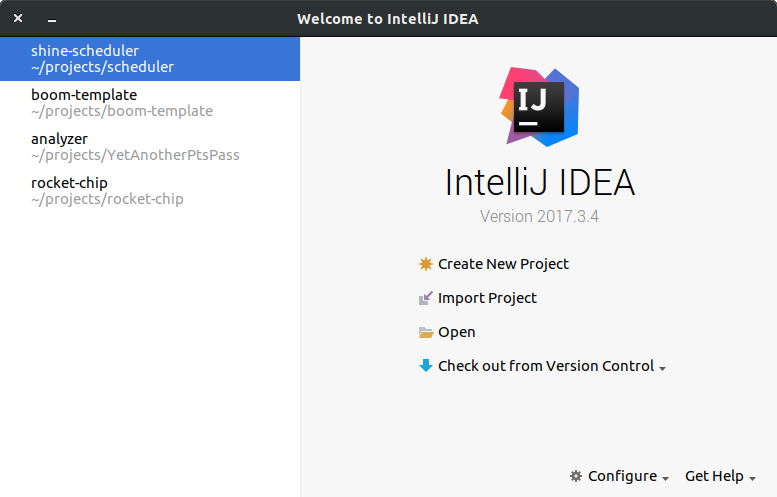 Welcome to IntelliJ IDEA
shine-scheduler
~/projects/scheduler
boom-template
~/projects/boom-template
analyzer
~/projects/YetAnotherPtsPass
rocket-chip
~/projects/rocket-chip
IJ
IntelliJ IDEA
Version 2017.3.4
Create New Project
Import Project
Open
Check out from Version Control
Configure
Get Help